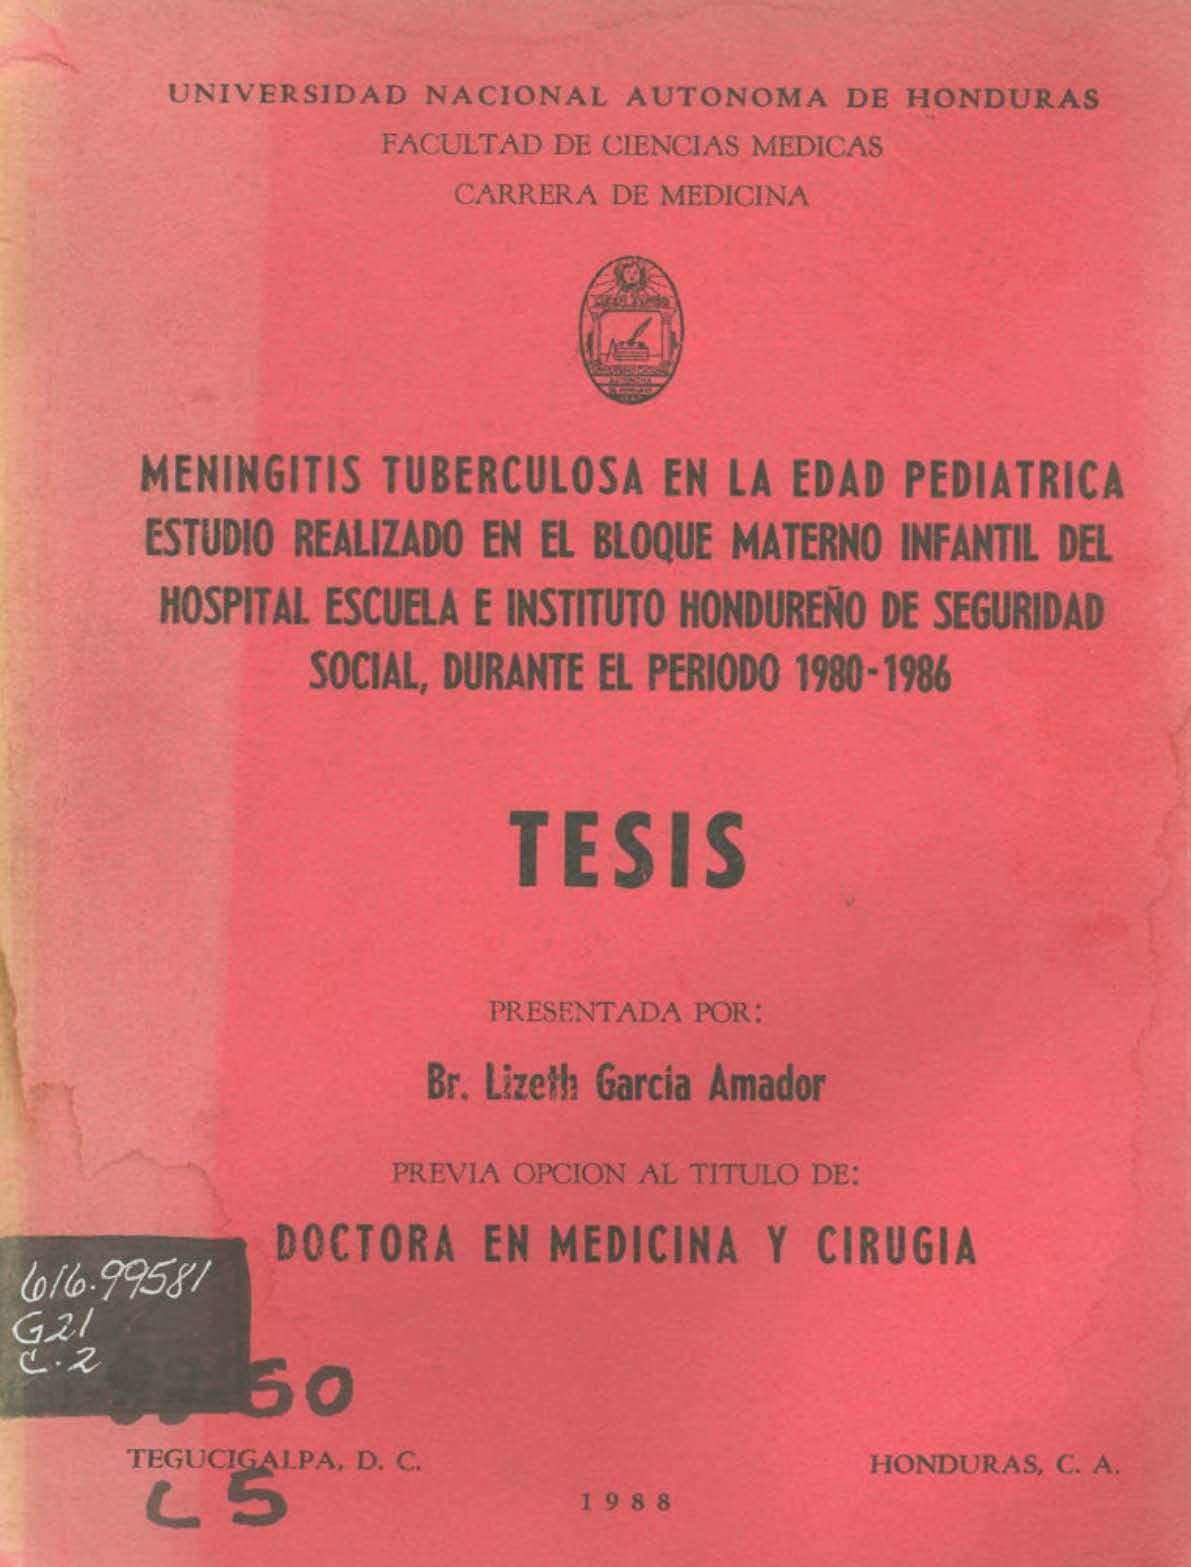 UNIVERSIDAD NACIONAL AUTONOMA DE HONDURAS
FACULTAD DE CIENCIAS MEDICAS
CARRERA DE MEDICINA
MENINGITIS TUBERCULOSA EN LA EDAD PEDIATRICA
ESTUDIO REALIZADO EN EL BLOQUE MATERNO INFANTIL DEL
HOSPITAL ESCUELA E INSTITUTO HONDUREÑO DE SEGURIDAD
SOCIAL, DURANTE EL PERIODO 1980-1986
TESIS
PRESENTADA POR:
Br. Lizeth Garcia Amador
PREVIA OPCION AL TITULO DE:
DOCTORA EN MEDICINA Y CIRUGIA
616.99581
G21
C.2
TEGUCIGALPA, D. C.
HONDURAS, C. A.
C5
1988